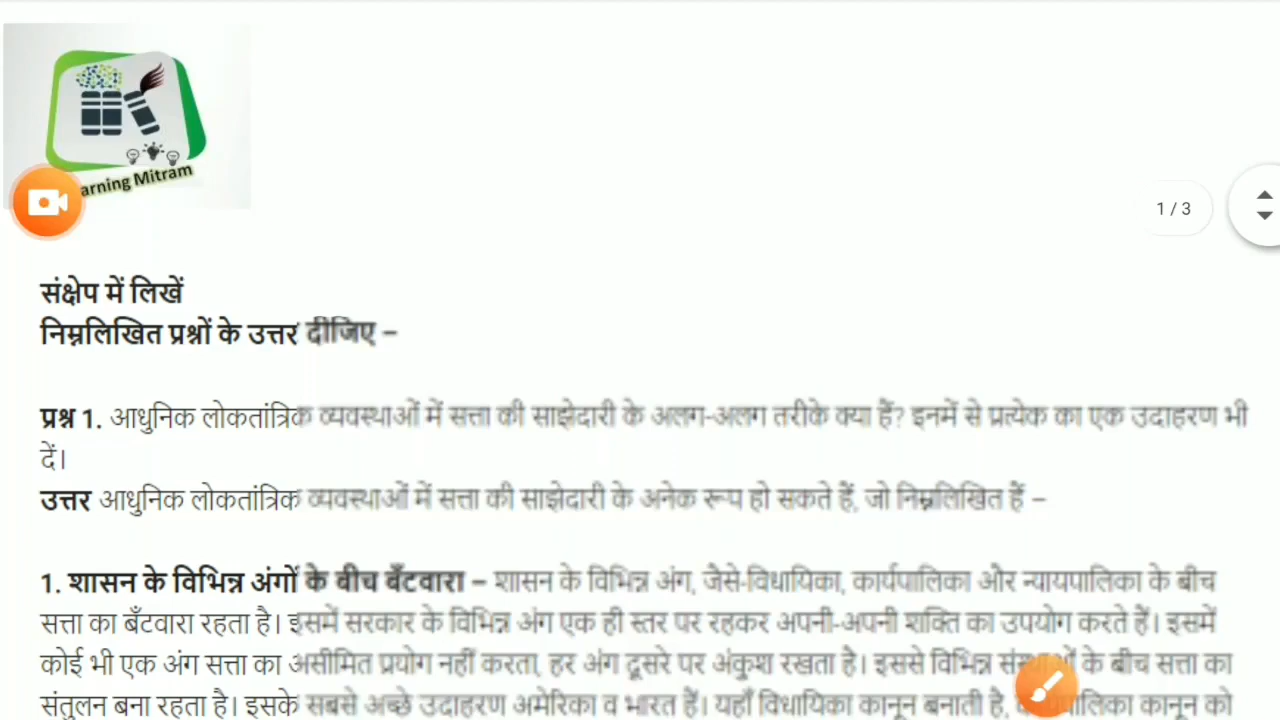 arning Mitram
1 / 3
संक्षेप में लिखें
निम्नलिखित प्रश्नों के उत्तर दीजिए –
प्रश्न 1. आधुनिक लोकतांत्रिक व्यवस्थाओं में सत्ता की साझेदारी के अलग-अलग तरीके क्या हैं? इनमें से प्रत्येक का एक उदाहरण भी
दें।
उत्तर आधुनिक लोकतांत्रिक व्यवस्थाओं में सत्ता की साझेदारी के अनेक रूप हो सकते हैं, जो निम्नलिखित हैं –
1. शासन के विभिन्न अंगों के बीच बँटवारा – शासन के विभिन्न अंग, जैसे-विधायिका, कार्यपालिका और न्यायपालिका के बीच
सत्ता का बँटवारा रहता है। इसमें सरकार के विभिन्न अंग एक ही स्तर पर रहकर अपनी-अपनी शक्ति का उपयोग करते हैं। इसमें
कोई भी एक अंग सत्ता का असीमित प्रयोग नहीं करता, हर अंग दूसरे पर अंकुश रखता है। इससे विभिन्न के बीच सत्ता का
संतुलन बना रहता है। इसके सबसे अच्छे उदाहरण अमेरिका व भारत हैं। यहाँ विधायिका कानून बनाती है, कानून को